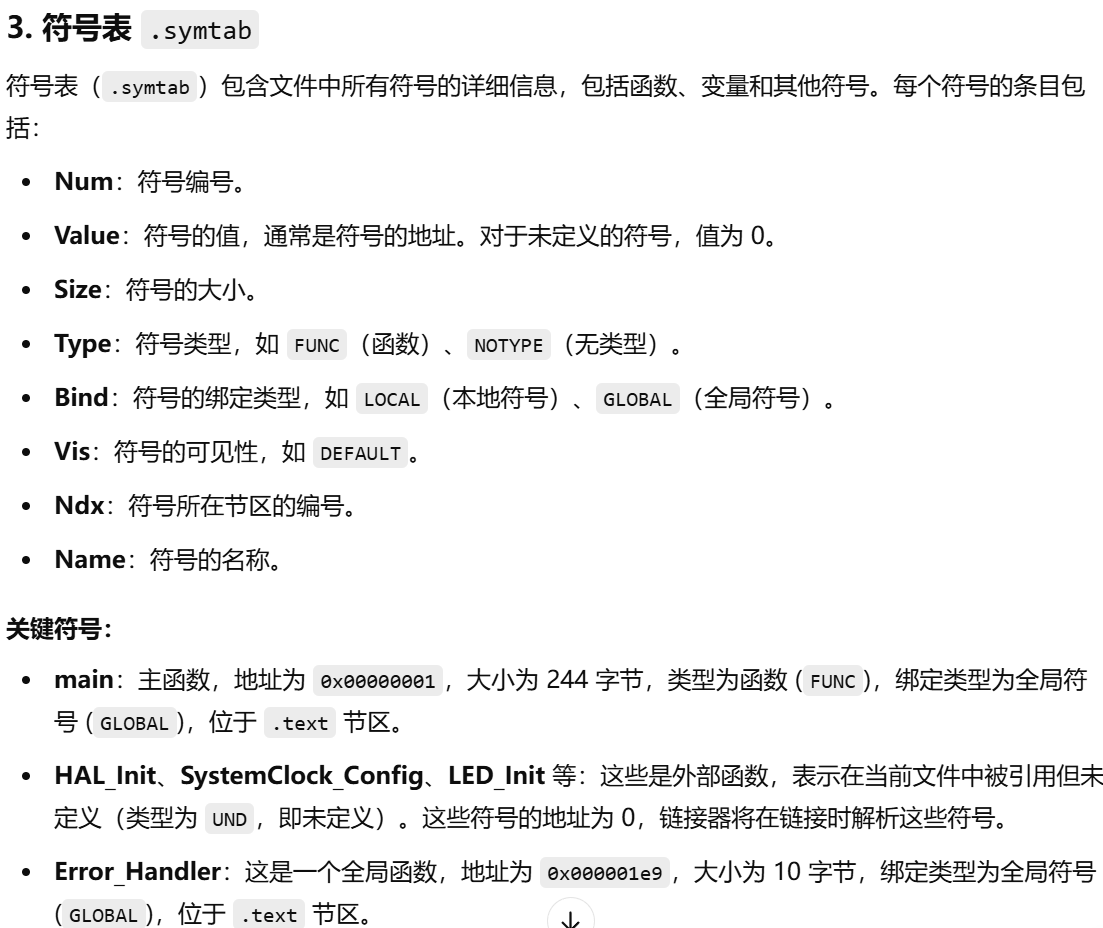 3. 符号表 .symtab
符号表（.symtab）包含文件中所有符号的详细信息，包括函数、变量和其他符号。每个符号的条目包
括：
• Num：符号编号。
• Value：符号的值，通常是符号的地址。对于未定义的符号，值为 0。
• Size：符号的大小。
• Type：符号类型，如 FUNC（函数）、NOTYPE（无类型）。
• Bind：符号的绑定类型，如 LOCAL（本地符号）、GLOBAL（全局符号）。
• Vis：符号的可见性，如 DEFAULT。
• Ndx：符号所在节区的编号。
• Name：符号的名称。
关键符号：
• main：主函数，地址为 0x00000001，大小为 244 字节，类型为函数 (FUNC)，绑定类型为全局符
号 (GLOBAL)，位于 .text 节区。
• HAL_Init、SystemClock_Config、LED_Init 等：这些是外部函数，表示在当前文件中被引用但未
定义（类型为 UND，即未定义）。这些符号的地址为 0，链接器将在链接时解析这些符号。
• Error_Handler：这是一个全局函数，地址为 0x000001e9，大小为 10 字节，绑定类型为全局符号
(GLOBAL)，位于 .text 节区。